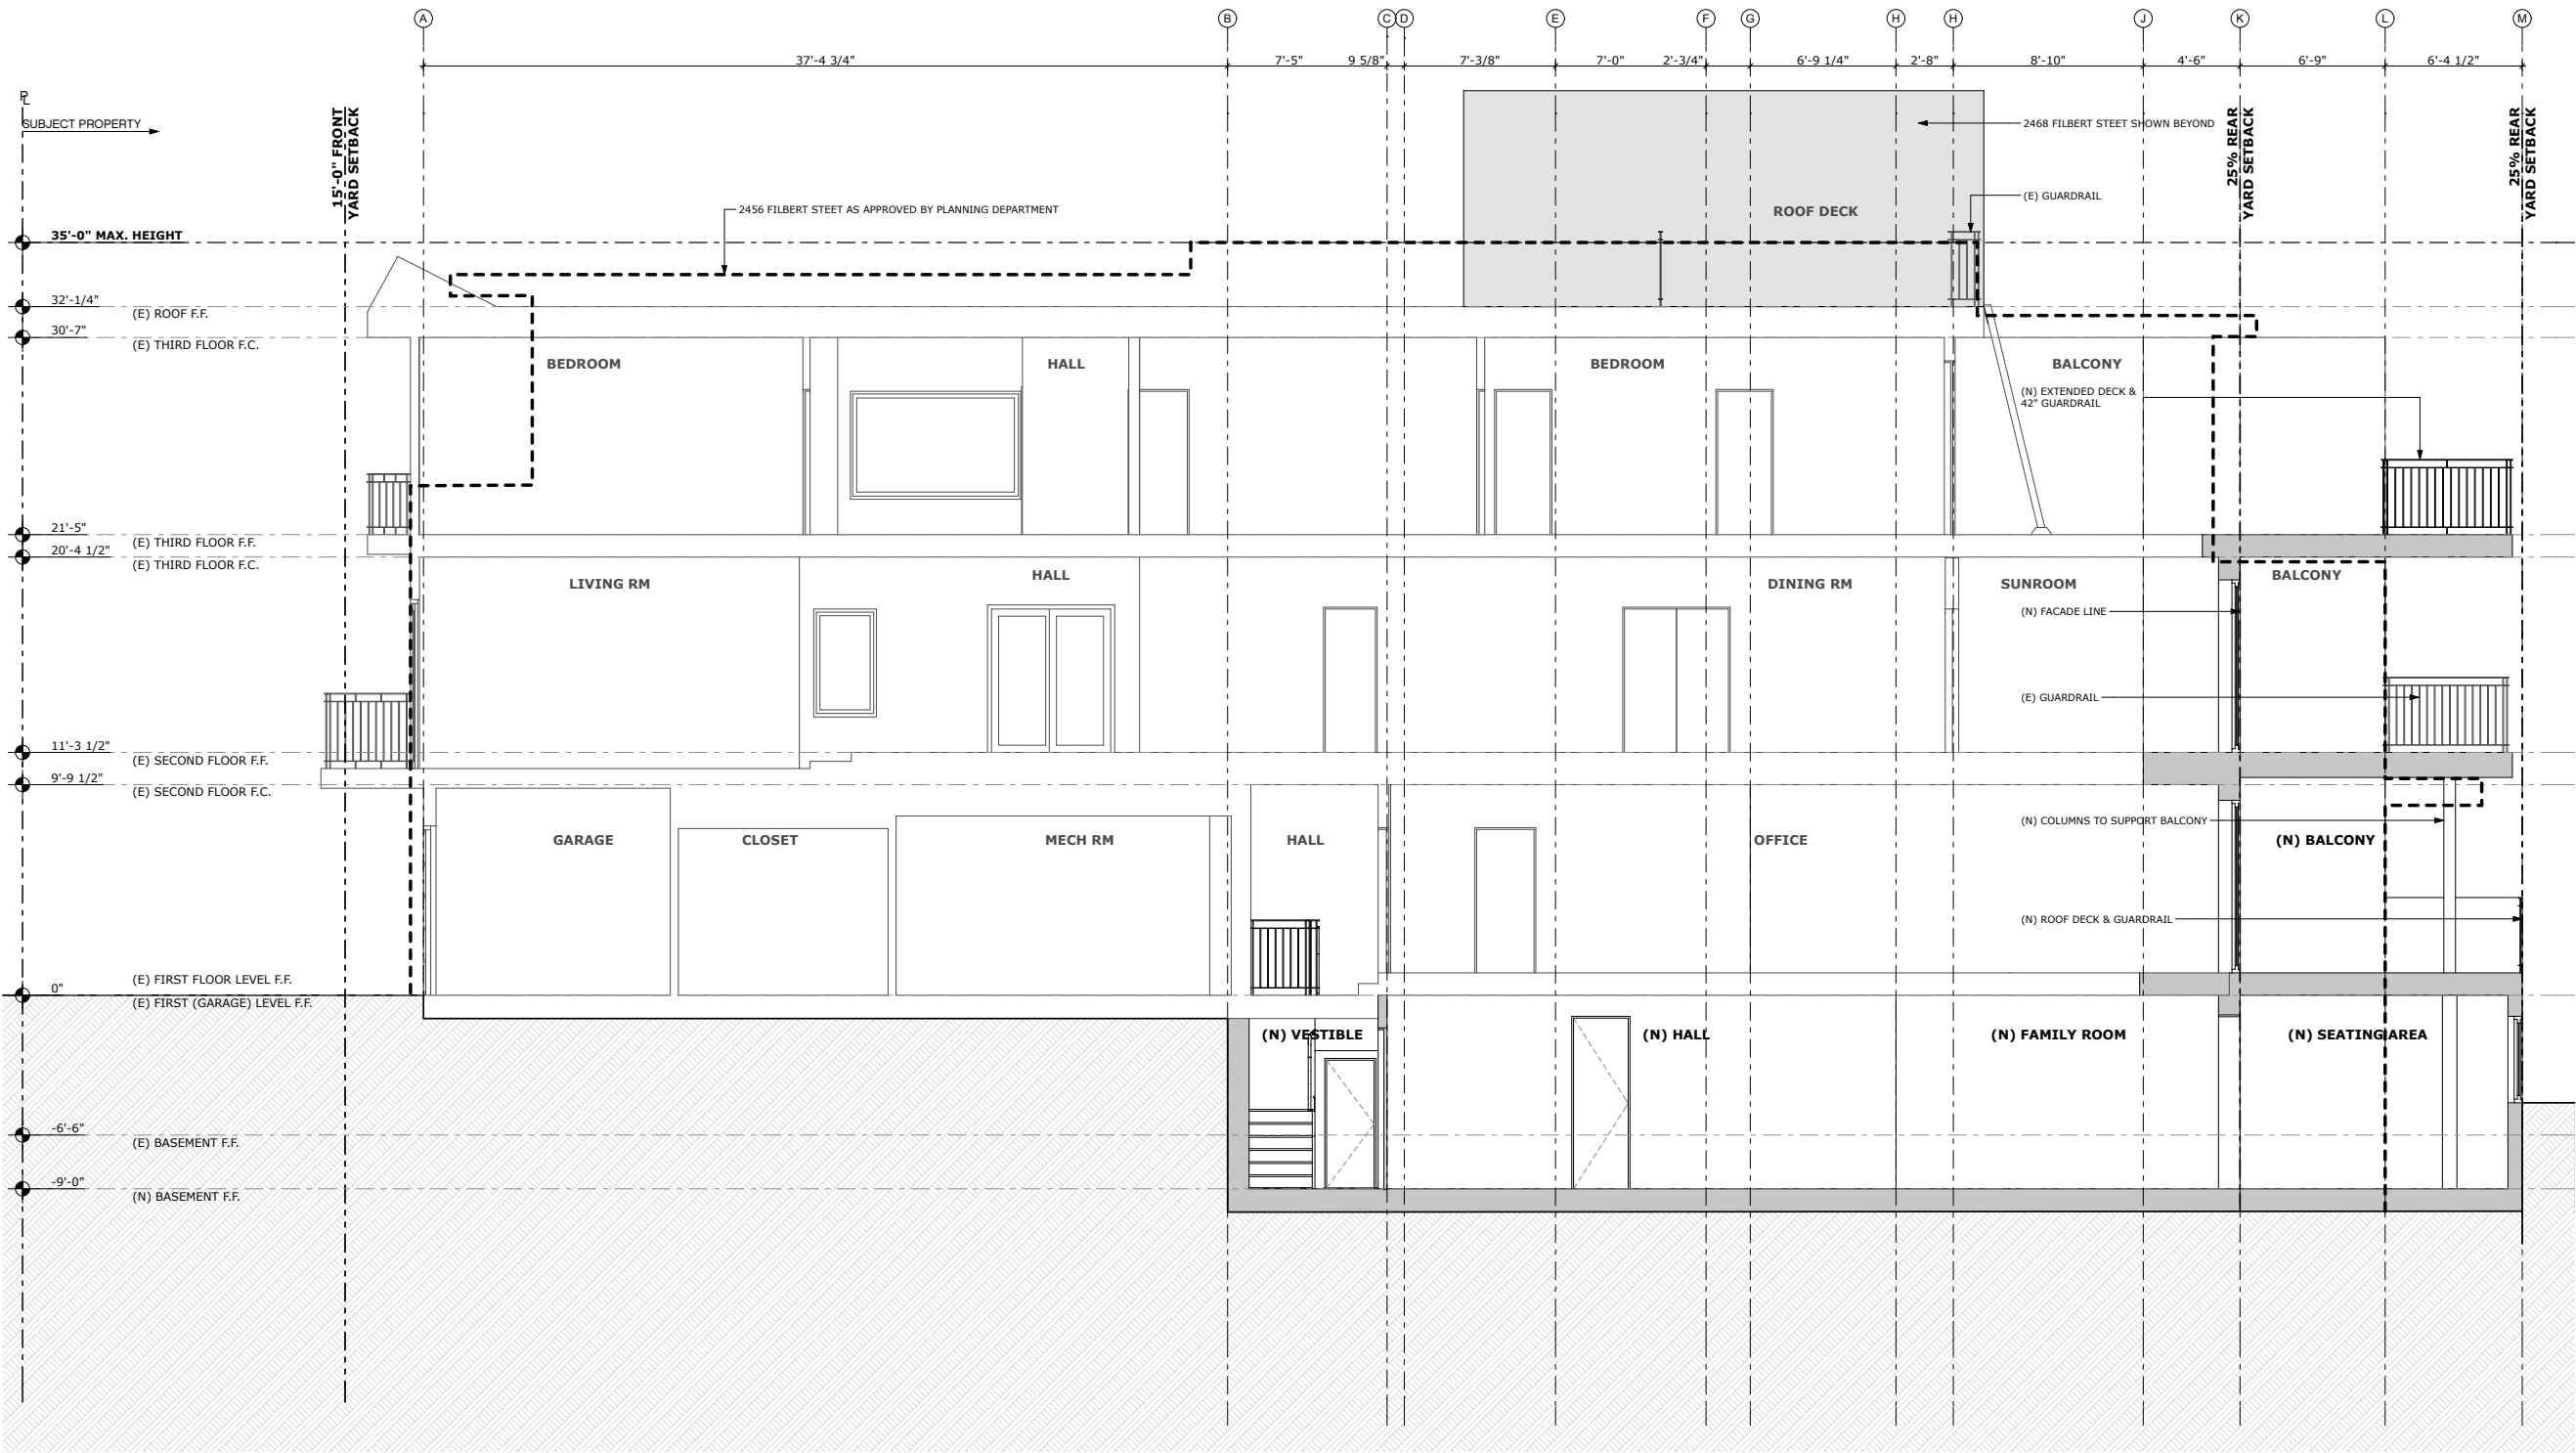 A B C D E F G H H J K L M
37'-4 3/4" 7'-5" 9 5/8" 7'-3/8" 7'-0" 2'-3/4" 6'-9 1/4" 2'-8" 8'-10" 4'-6" 6'-9" 6'-4 1/2"
PL
SUBJECT PROPERTY
15'-0" FRONT
YARD SETBACK
25% REAR
YARD SETBACK
25% REAR
YARD SETBACK
2468 FILBERT STEET SHOWN BEYOND
(E) GUARDRAIL
2456 FILBERT STEET AS APPROVED BY PLANNING DEPARTMENT
ROOF DECK
35'-0" MAX. HEIGHT
32'-1/4"
(E) ROOF F.F.
30'-7"
(E) THIRD FLOOR F.C.
BEDROOM
HALL
BEDROOM
BALCONY
(N) EXTENDED DECK &
42" GUARDRAIL
21'-5"
(E) THIRD FLOOR F.F.
20'-4 1/2"
(E) THIRD FLOOR F.C.
LIVING RM
HALL
DINING RM
SUNROOM
BALCONY
(N) FACADE LINE
(E) GUARDRAIL
11'-3 1/2"
(E) SECOND FLOOR F.F.
9'-9 1/2"
(E) SECOND FLOOR F.C.
GARAGE
CLOSET
MECH RM
HALL
OFFICE
(N) COLUMNS TO SUPPORT BALCONY
(N) BALCONY
(N) ROOF DECK & GUARDRAIL
(E) FIRST FLOOR LEVEL F.F.
0"
(E) FIRST (GARAGE) LEVEL F.F.
(N) VESTIBLE
(N) HALL
(N) FAMILY ROOM
(N) SEATING AREA
-6'-6"
(E) BASEMENT F.F.
-9'-0"
(N) BASEMENT F.F.